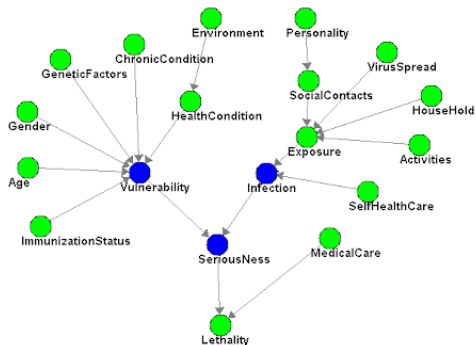 Environment
Personality
ChronicCondition
VirusSpread
GeneticFactors
SocialContacts
HouseHold
HealthCondition
Gender
Exposure
Activities
Age
Vulnerability
Infection
SelfHealthCare
ImmunizationStatus
SeriousNess
MedicalCare
Lethality